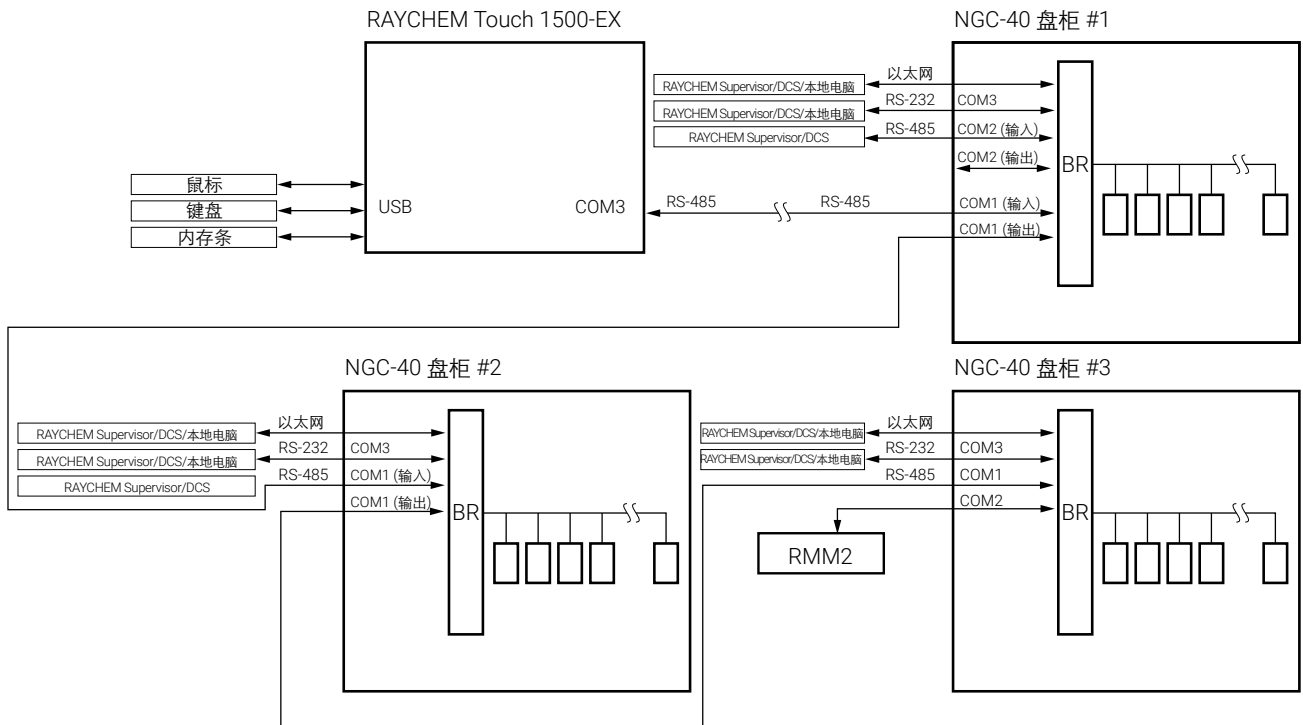 RAYCHEM Touch 1500-EX
NGC-40 盘柜 #1
RAYCHEM Supervisor/DCS/本地电脑
以太网
RAYCHEM Supervisor/DCS/本地电脑
RS-232
COM3
RAYCHEM Supervisor/DCS
RS-485
COM2 (输入)
COM2 (输出)
BR
鼠标
键盘
内存条
USB
COM3
RS-485
RS-485
COM1 (输入)
COM1 (输出)
NGC-40 盘柜 #2
RAYCHEM Supervisor/DCS/本地电脑
以太网
RAYCHEM Supervisor/DCS/本地电脑
RS-232
COM3
RAYCHEM Supervisor/DCS
RS-485
COM1 (输入)
COM1 (输出)
BR
NGC-40 盘柜 #3
RAYCHEM Supervisor/DCS/本地电脑
以太网
RAYCHEM Supervisor/DCS/本地电脑
RS-232
COM3
RS-485
COM1
COM2
BR
RMM2